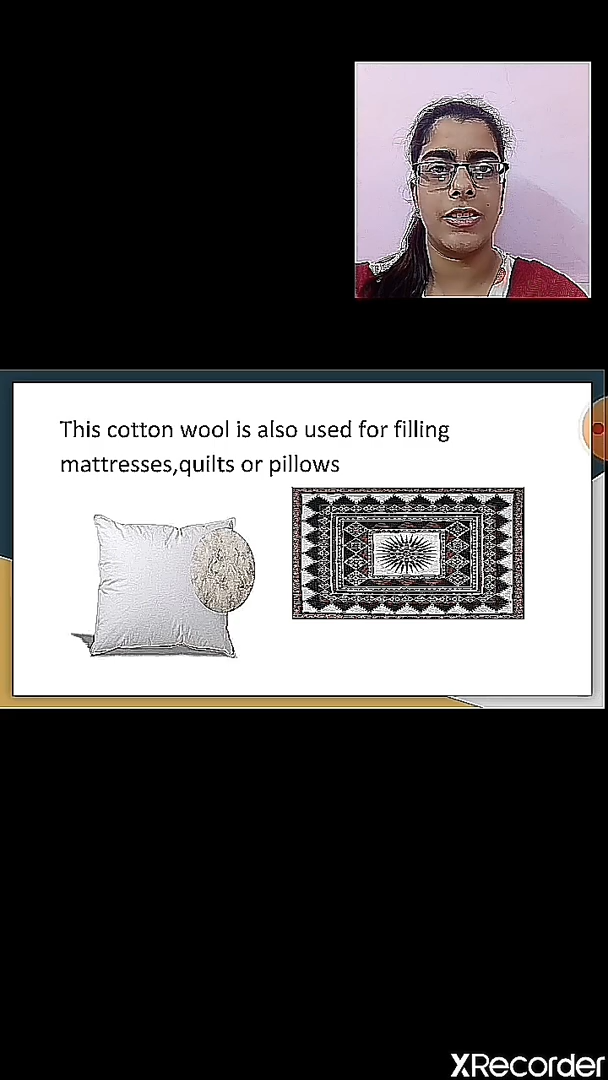 This cotton wool is also used for filling
mattresses,quilts or pillows
XRecorder